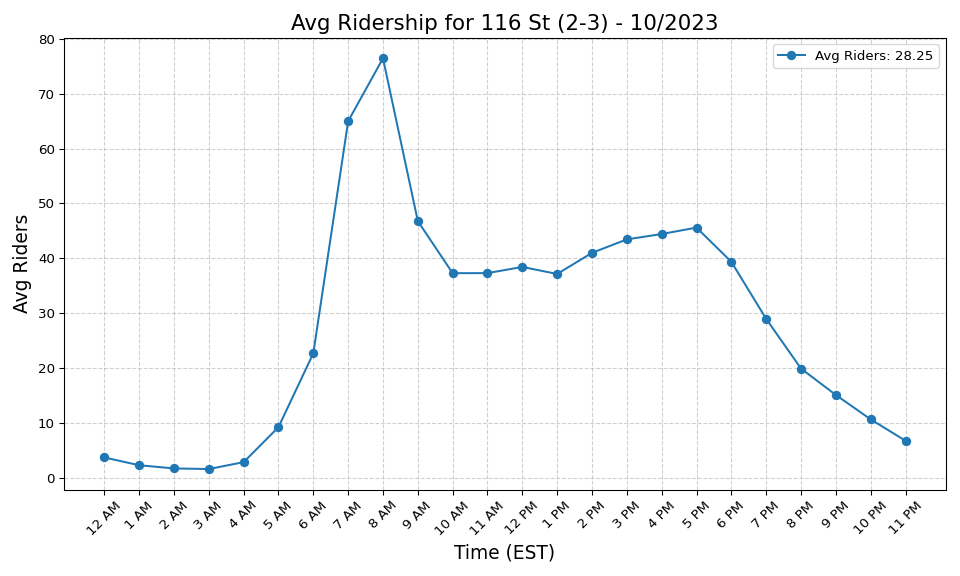 Avg Ridership for 116 St (2-3) - 10/2023
Avg Riders: 28.25
Avg Riders
80
70
60
50
40
30
20
10
0
12 AM
1 AM
2 AM
3 AM
4 AM
5 AM
6 AM
7 AM
8 AM
9 AM
10 AM
11 AM
12 PM
1 PM
2 PM
3 PM
4 PM
5 PM
6 PM
7 PM
8 PM
9 PM
10 PM
11 PM
Time (EST)